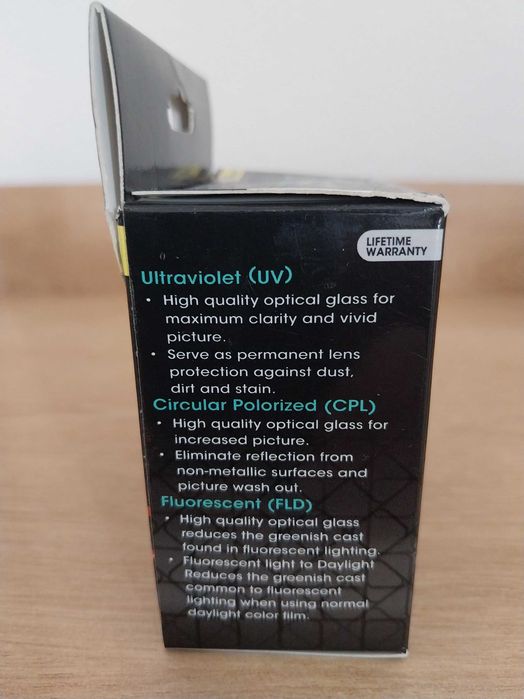 LIFETIME
WARRANTY
Ultraviolet (UV)
• High quality optical glass for
maximum clarity and vivid
picture.
• Serve as permanent lens
protection against dust,
dirt and stain.
Circular Polorized (CPL)
• High quality optical glass for
increased picture.
• Eliminate reflection from
non-metallic surfaces and
picture wash out.
Fluorescent (FLD)
• High quality optical glass
reduces the greenish cast
found in fluorescent lighting.
• Fluorescent light to Daylight
Reduces the greenish cast
common to fluorescent
lighting when using normal
daylight color film.